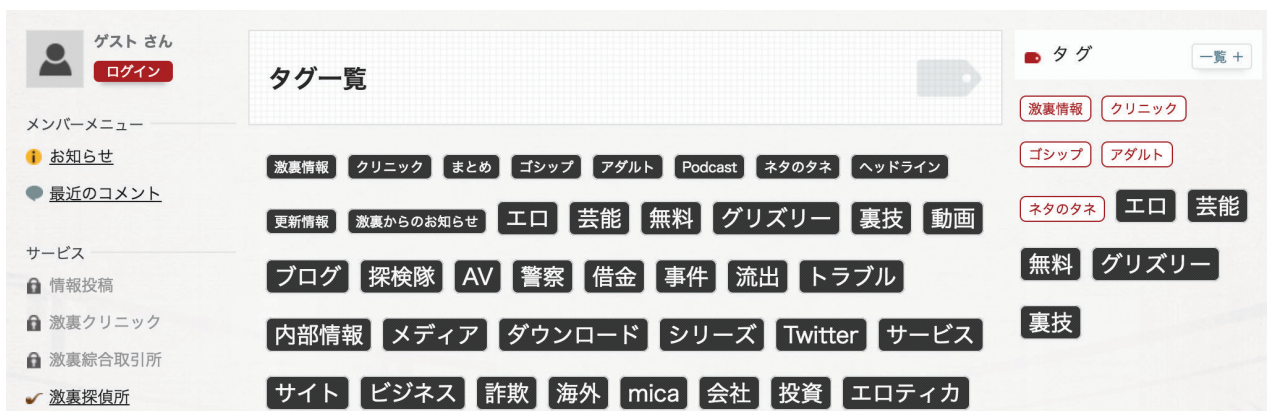 ゲスト さん
ログイン
メンバーメニュー
お知らせ
最近のコメント
サービス
情報投稿
激裏クリニック
激裏綜合取引所
激裏探偵所
タグ一覧
激裏情報 クリニック まとめ ゴシップ アダルト Podcast ネタのタネ ヘッドライン
更新情報 激裏からのお知らせ エロ 芸能 無料 グリズリー 裏技 動画
ブログ 探検隊 AV 警察 借金 事件 流出 トラブル
内部情報 メディア ダウンロード シリーズ Twitter サービス
サイト ビジネス 詐欺 海外 mica 会社 投資 エロティカ
タグ 一覧 +
激裏情報 クリニック
ゴシップ アダルト
ネタのタネ エロ 芸能
無料 グリズリー
裏技